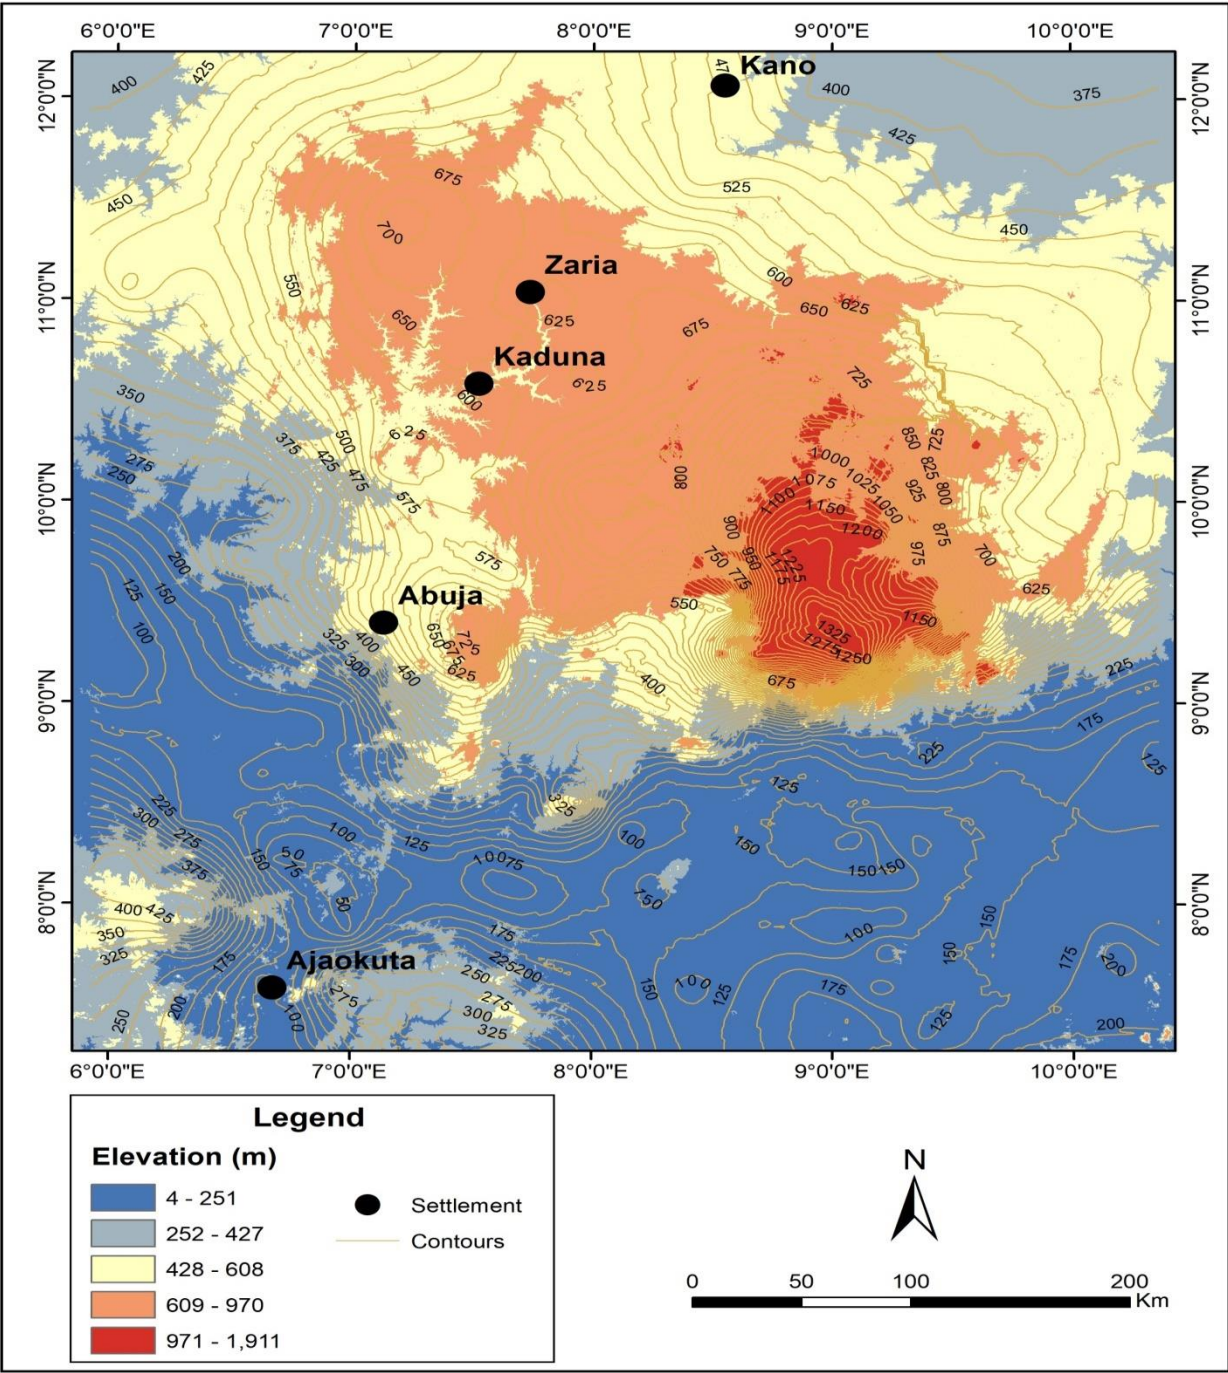 6°0'0"E 7°0'0"E 8°0'0"E 9°0'0"E 10°0'0"E
12°0'0"N
11°0'0"N
10°0'0"N
9°0'0"N
8°0'0"N
12°0'0"N
11°0'0"N
10°0'0"N
9°0'0"N
8°0'0"N
Kano
400 425 47 400 375
425
450 675 525 450
700
Zaria
550 600
650 625 675 650 625
Kaduna
350 600 625 725
625
375 425 500 475 850 725
275 250 800 1000 825
575 1075 1025 925 800
1100 1150 1050
900 1200 875
200 575 750 950 1225 975 700
125 150 775 1175 625
Abuja
550
100 325 400 650 725 1150
300 450 675 1325
625 1275 1250
400 675 225
175
225 125
225 325 125
300 275 100 125 100
150 50 150
375 75 10075 150 150
50 150
400 425 150
350 175 100
325 175 150
Ajaokuta
225 200 175 200
250 100 175
275 275 150 125
250 200 100 300 125 200
325
6°0'0"E 7°0'0"E 8°0'0"E 9°0'0"E 10°0'0"E
Legend
Elevation (m)
4 - 251
252 - 427
428 - 608
609 - 970
971 - 1,911
Settlement
Contours
N
0 50 100 200
Km